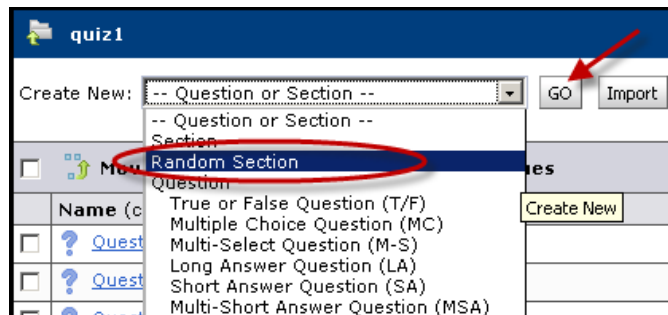 quiz1
Create New: -- Question or Section -- GO Import
-- Question or Section --
Section
Random Section
Question
True or False Question (T/F)
Create New
Name (c
Multiple Choice Question (MC)
Quest
Multi-Select Question (M-S)
Long Answer Question (LA)
Quest
Short Answer Question (SA)
Multi-Short Answer Question (MSA)